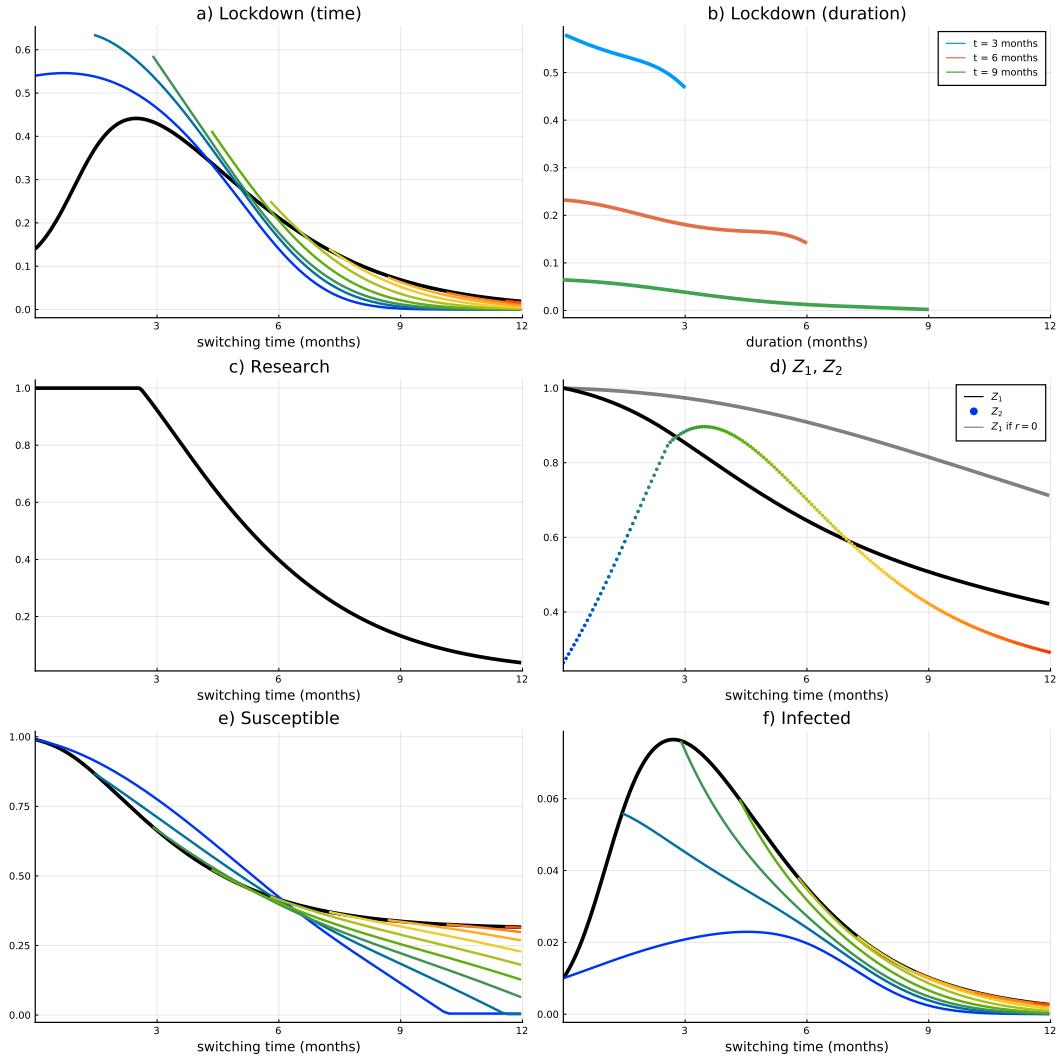 a) Lockdown (time)
0.6
0.5
0.4
0.3
0.2
0.1
0.0
3 6 9 12
switching time (months)
b) Lockdown (duration)
t = 3 months
t = 6 months
t = 9 months
0.5
0.4
0.3
0.2
0.1
0.0
3 6 9 12
duration (months)
c) Research
1.0
0.8
0.6
0.4
0.2
3 6 9 12
switching time (months)
d) Z₁, Z₂
Z₁
Z₂
Z₁ if r = 0
1.0
0.8
0.6
0.4
3 6 9 12
switching time (months)
e) Susceptible
1.00
0.75
0.50
0.25
0.00
3 6 9 12
switching time (months)
f) Infected
0.06
0.04
0.02
0.00
3 6 9 12
switching time (months)